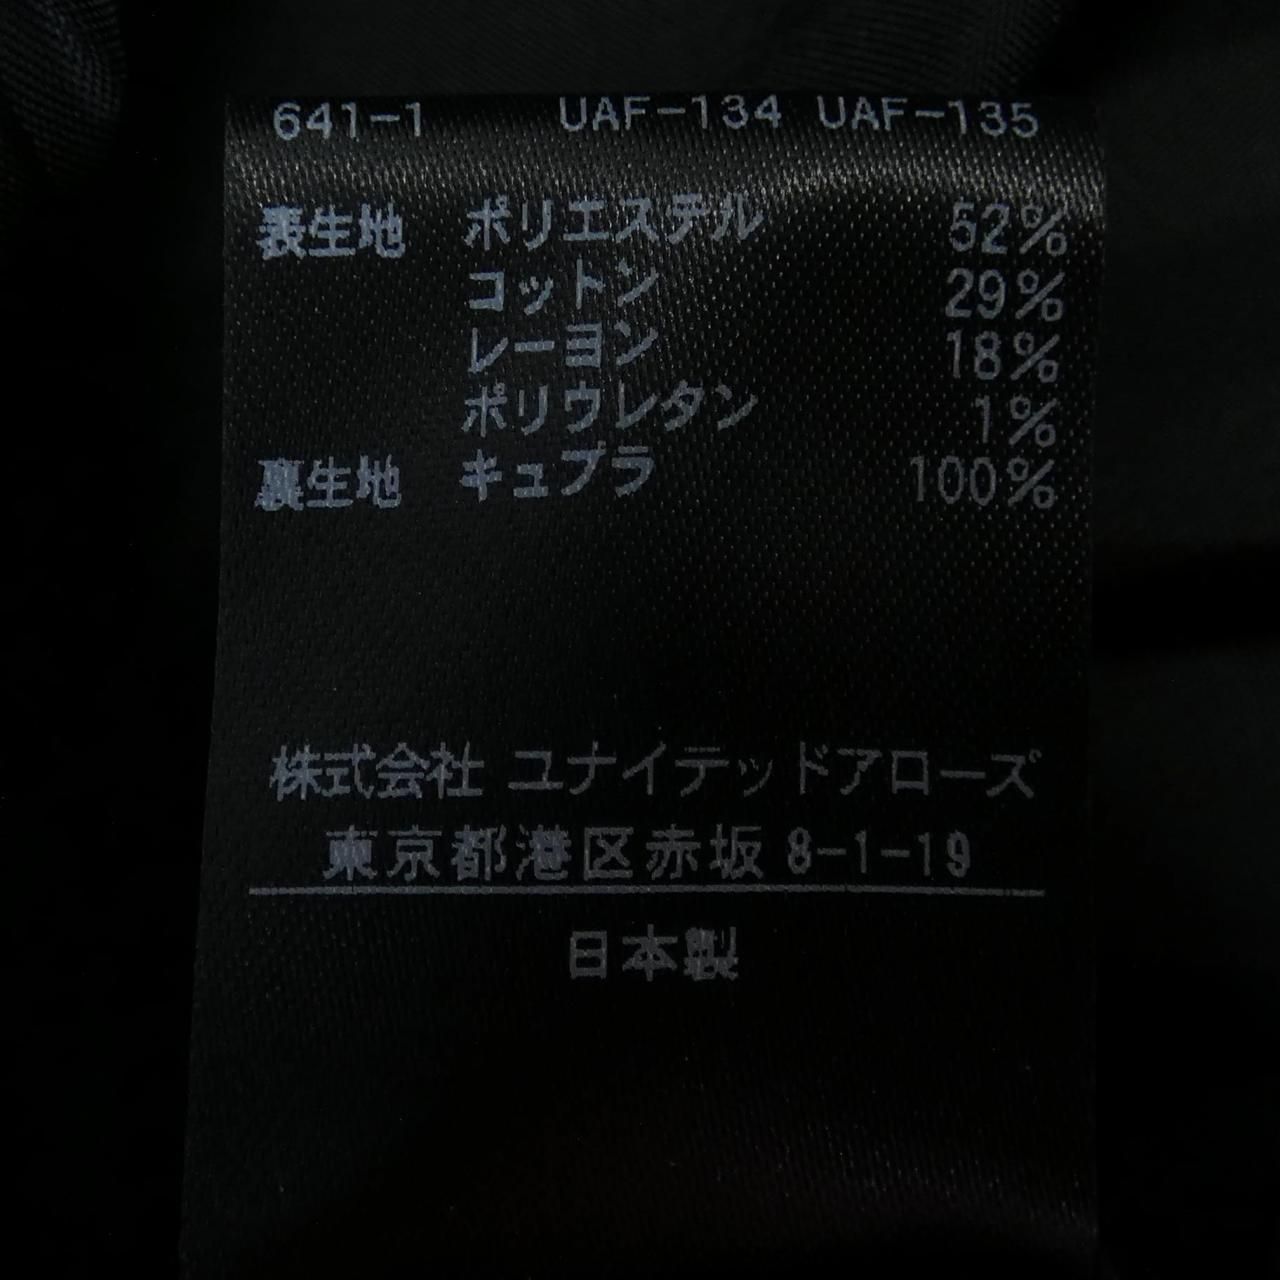 641-1 UAF-134 UAF-135
表生地 ポリエステル 52%
コットン 29%
レーヨン 18%
ポリウレタン 1%
裏生地 キュプラ 100%
株式会社 ユナイテッドアローズ
東京都港区赤坂 8-1-19
日本製